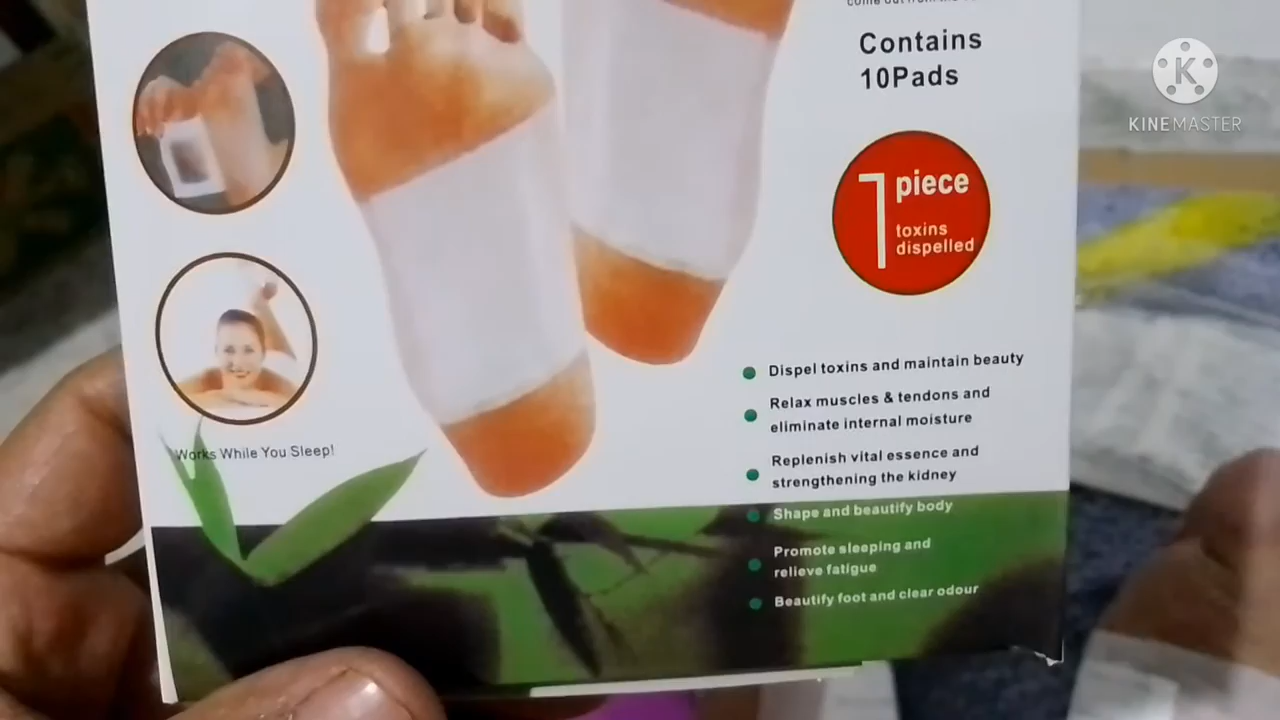 Contains
10Pads
K
KINEMASTER
1 piece
toxins
dispelled
Dispel toxins and maintain beauty
Relax muscles & tendons and
eliminate internal moisture
Replenish vital essence and
strengthening the kidney
Works While You Sleep!
Shape and beautify body
Promote sleeping and
relieve fatigue
Beautify foot and clear odour